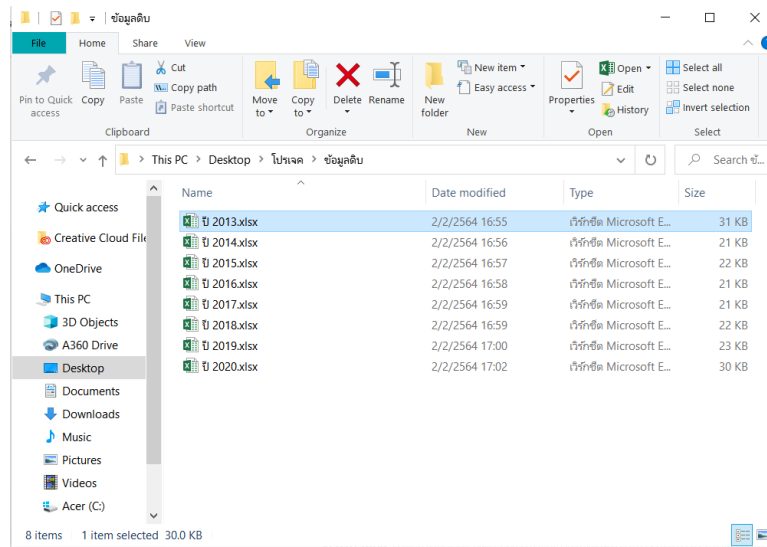 ข้อมูลดิบ
File Home Share View
Pin to Quick access
Copy
Paste
Cut
Copy path
Paste shortcut
Move to
Copy to
Delete
Rename
New folder
New item
Easy access
Properties
Open
Edit
History
Select all
Select none
Invert selection
Clipboard Organize New Open Select
This PC > Desktop > โปรเจค > ข้อมูลดิบ
Search ข้...
Name Date modified Type Size
ปี 2013.xlsx 2/2/2564 16:55 เวิร์กชีต Microsoft E... 31 KB
ปี 2014.xlsx 2/2/2564 16:56 เวิร์กชีต Microsoft E... 21 KB
ปี 2015.xlsx 2/2/2564 16:57 เวิร์กชีต Microsoft E... 22 KB
ปี 2016.xlsx 2/2/2564 16:58 เวิร์กชีต Microsoft E... 21 KB
ปี 2017.xlsx 2/2/2564 16:59 เวิร์กชีต Microsoft E... 21 KB
ปี 2018.xlsx 2/2/2564 16:59 เวิร์กชีต Microsoft E... 22 KB
ปี 2019.xlsx 2/2/2564 17:00 เวิร์กชีต Microsoft E... 23 KB
ปี 2020.xlsx 2/2/2564 17:02 เวิร์กชีต Microsoft E... 30 KB
Quick access
Creative Cloud File
OneDrive
This PC
3D Objects
A360 Drive
Desktop
Documents
Downloads
Music
Pictures
Videos
Acer (C:)
8 items 1 item selected 30.0 KB